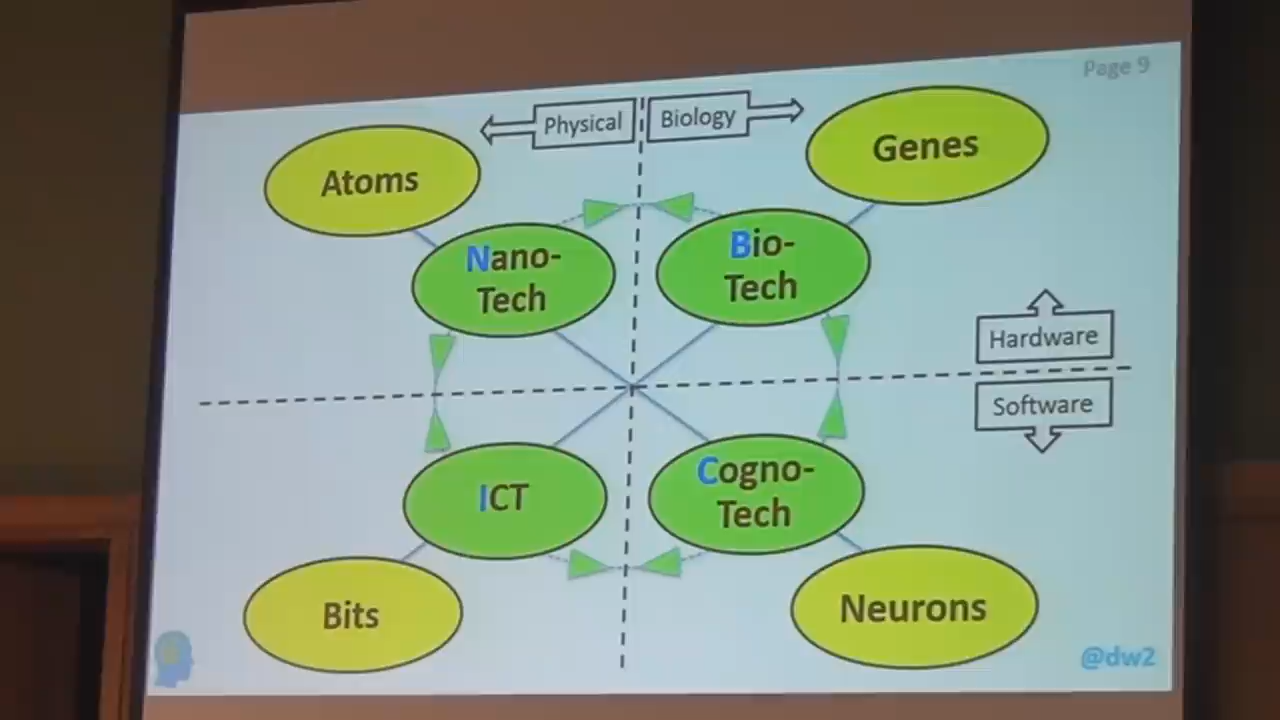 Page 9
Physical
Biology
Atoms
Genes
Nano-
Tech
Bio-
Tech
Hardware
Software
ICT
Cogno-
Tech
Bits
Neurons
@dw2